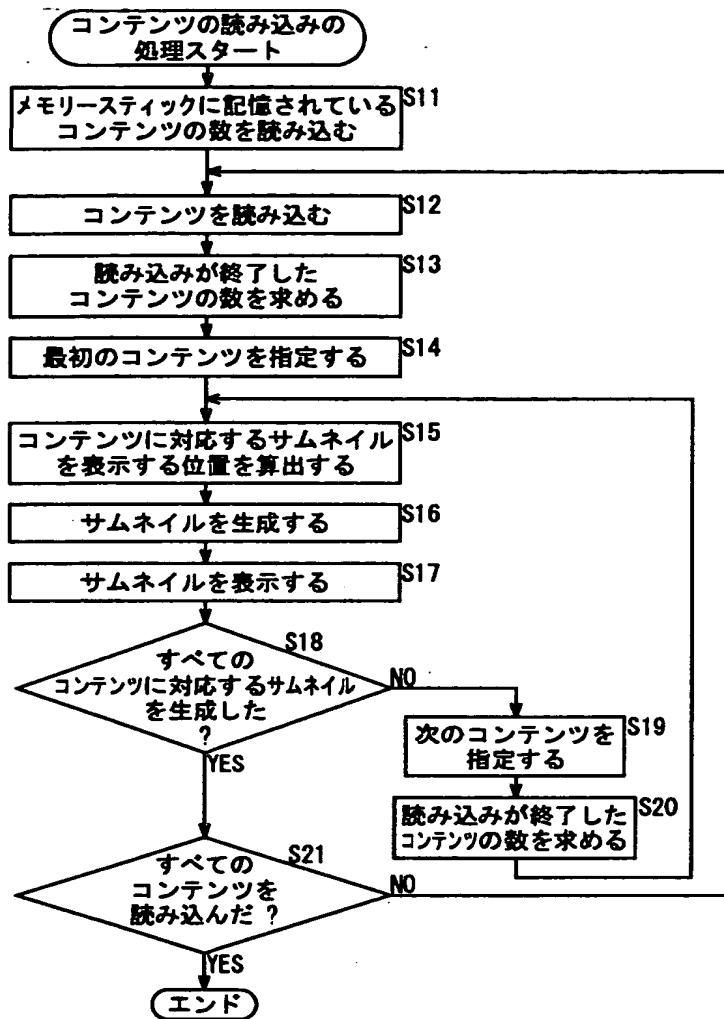 コンテンツの読み込みの
処理スタート
メモリースティックに記憶されている
コンテンツの数を読み込む
S11
コンテンツを読み込む
S12
読み込みが終了した
コンテンツの数を求める
S13
最初のコンテンツを指定する
S14
コンテンツに対応するサムネイル
を表示する位置を算出する
S15
サムネイルを生成する
S16
サムネイルを表示する
S17
S18
すべての
コンテンツに対応するサムネイル
を生成した
?
NO
YES
次のコンテンツを
指定する
S19
読み込みが終了した
コンテンツの数を求める
S20
S21
すべての
コンテンツを
読み込んだ ?
NO
YES
エンド